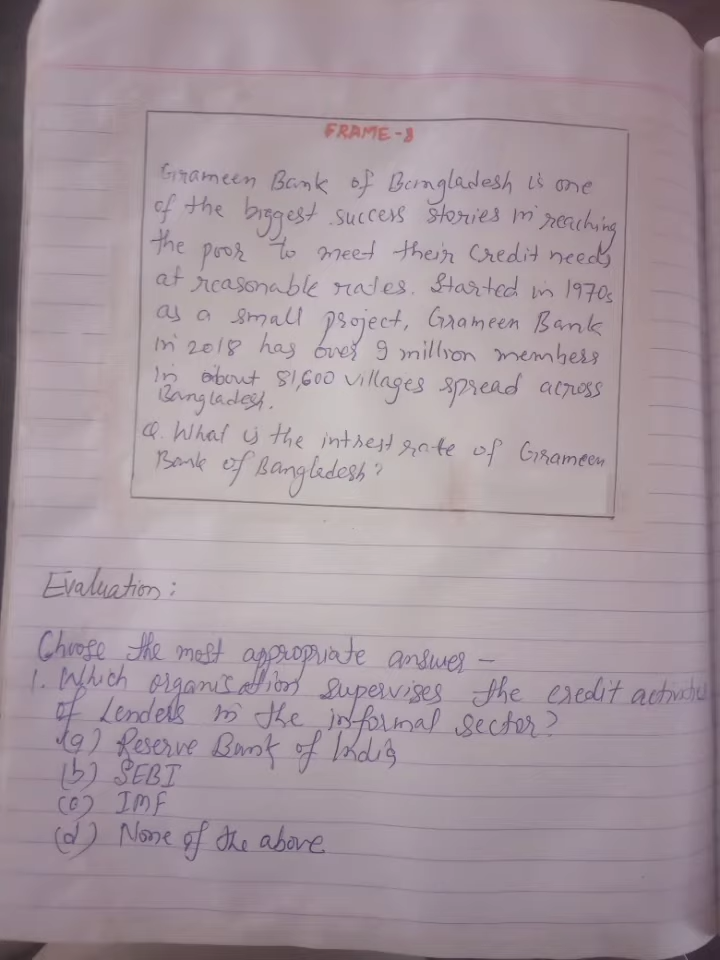 FRAME-8
Grameen Bank of Bangladesh is one
of the biggest success stories in reaching
the poor to meet their credit needs
at reasonable rates. Started in 1970s
as a small project, Grameen Bank
in 2018 has over 9 million members
in about 81,600 villages spread across
Bangladesh.
Q. What is the intrest rate of Grameen
Bank of Bangledesh?
Evaluation:
Choose the most appropriate answer -
1. Which organisation supervises the credit activities
of Lenders in the informal sector?
(a) Reserve Bank of India
(b) SEBI
(c) IMF
(d) None of the above